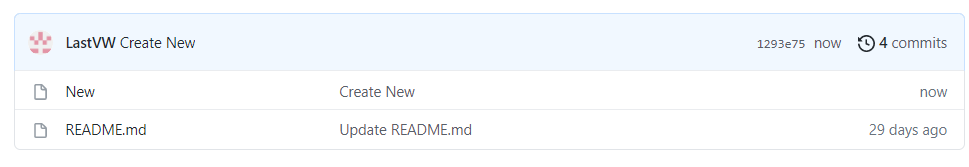 LastVW Create New 1293e75 now 4 commits
New Create New now
README.md Update README.md 29 days ago